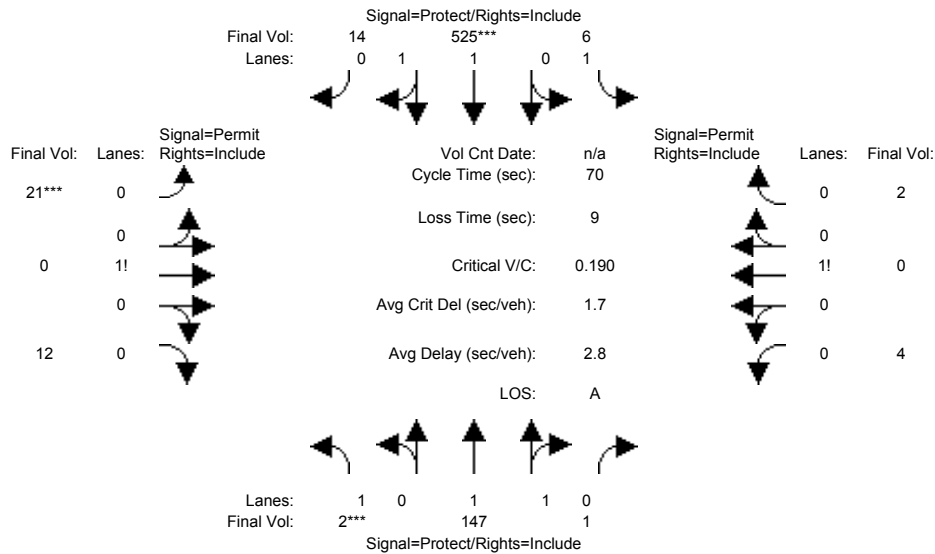 Signal=Protect/Rights=Include
Final Vol: 14 525*** 6
Lanes: 0 1 1 0 1
Signal=Permit Signal=Permit
Final Vol: Lanes: Rights=Include Vol Cnt Date: n/a Rights=Include Lanes: Final Vol:
Cycle Time (sec): 70
21*** 0 0 2
Loss Time (sec): 9
0 0
0 1! Critical V/C: 0.190 1! 0
0 Avg Crit Del (sec/veh): 1.7 0
12 0 Avg Delay (sec/veh): 2.8 0 4
LOS: A
Lanes: 1 0 1 1 0
Final Vol: 2*** 147 1
Signal=Protect/Rights=Include